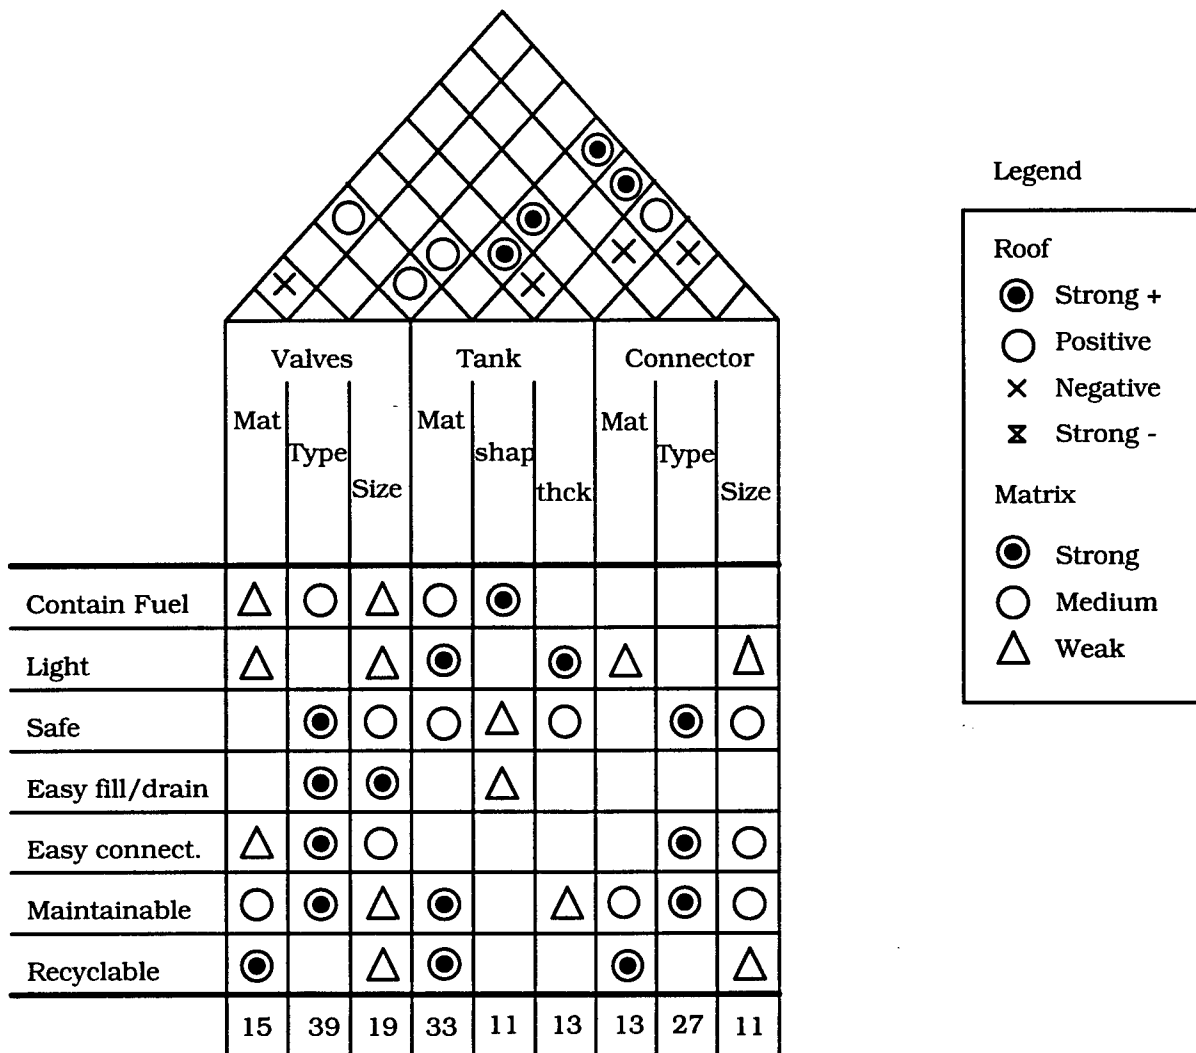 Legend
Roof
Strong +
Positive
Negative
Strong -
Matrix
Strong
Medium
Weak
Valves Tank Connector
Mat Type Size Mat shap thck Mat Type Size
Contain Fuel
Light
Safe
Easy fill/drain
Easy connect.
Maintainable
Recyclable
15 39 19 33 11 13 13 27 11